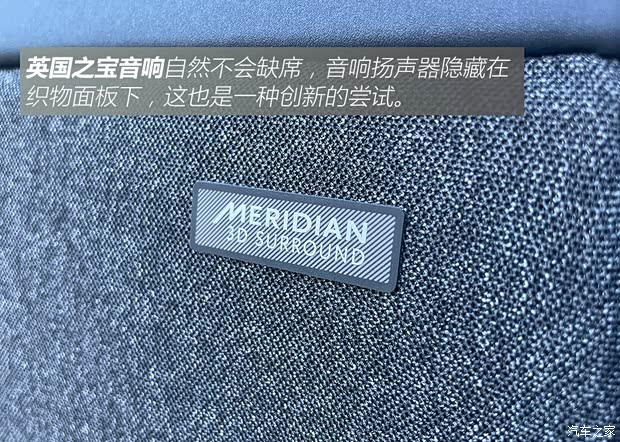 英国之宝音响自然不会缺席，音响扬声器隐藏在
织物面板下，这也是一种创新的尝试。
MERIDIAN
3D SURROUND
汽车之家